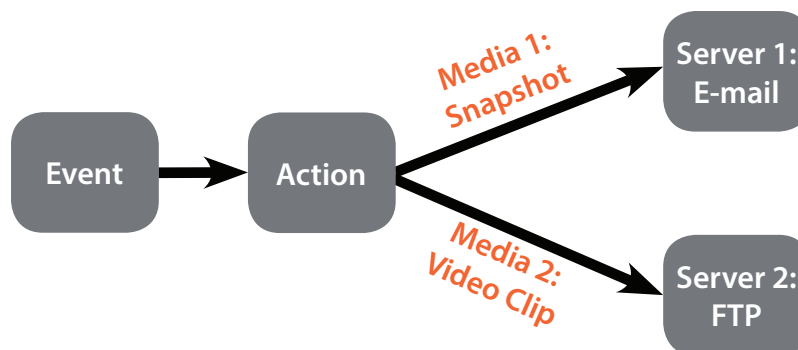 Event
Action
Media 1:
Snapshot
Server 1:
E-mail
Media 2:
Video Clip
Server 2:
FTP